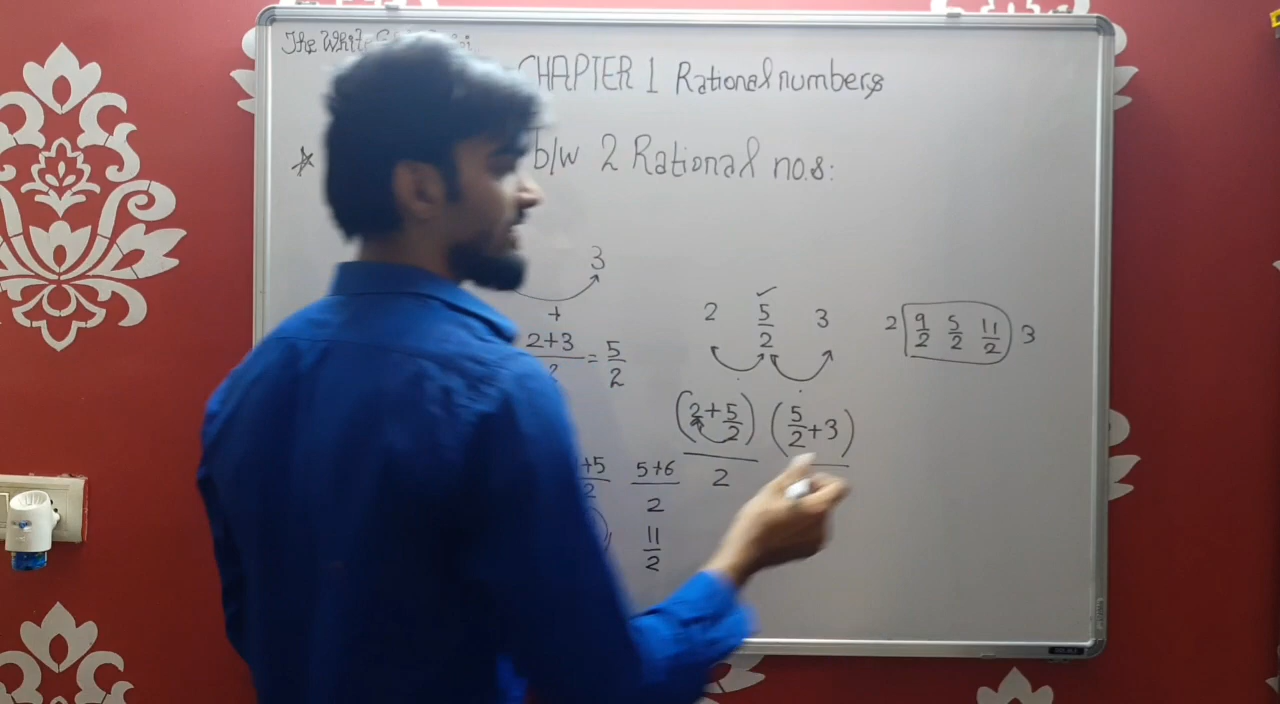 The White
CHAPTER 1 Rational numbers
b/w 2 Rational no.s:
3
+
2+3 = 5
2 2
2 5/2 3
2 9/2 5/2 11/2 3
(2+5/2) (5/2+3)
2
+5/2 5+6/2
11/2